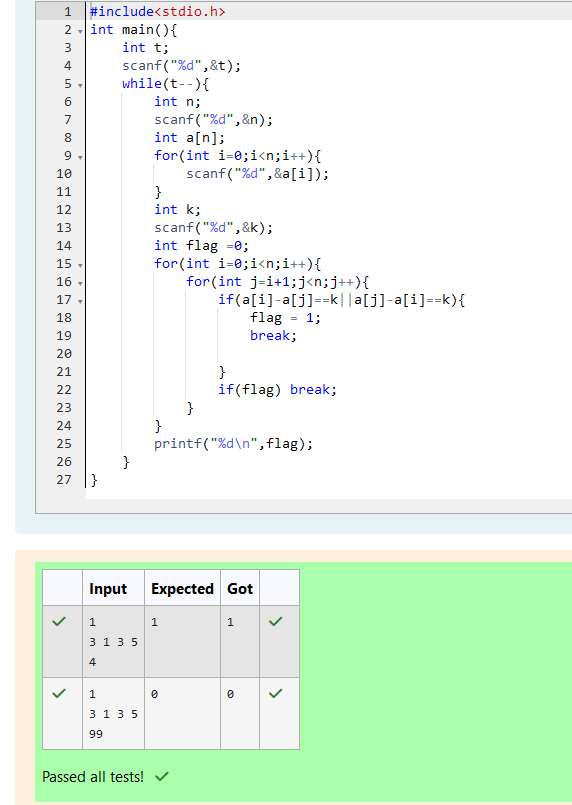 1 #include<stdio.h>
2 int main(){
3     int t;
4     scanf("%d",&t);
5     while(t--){
6         int n;
7         scanf("%d",&n);
8         int a[n];
9         for(int i=0;i<n;i++){
10             scanf("%d",&a[i]);
11         }
12         int k;
13         scanf("%d",&k);
14         int flag =0;
15         for(int i=0;i<n;i++){
16             for(int j=i+1;j<n;j++){
17                 if(a[i]-a[j]==k||a[j]-a[i]==k){
18                     flag = 1;
19                     break;
20
21                 }
22                 if(flag) break;
23             }
24         }
25         printf("%d\n",flag);
26     }
27 }
Input Expected Got
1 1 1
3 1 3 5
4
1 0 0
3 1 3 5
99
Passed all tests!